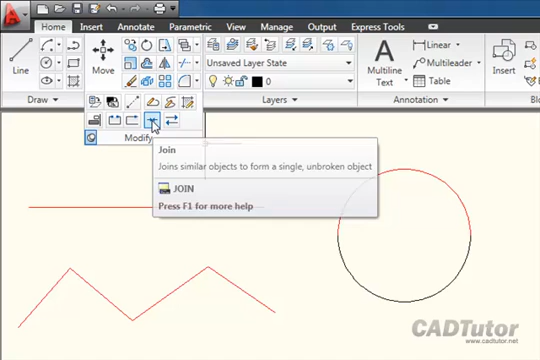 Home Insert Annotate Parametric View Manage Output Express Tools
Line
Move
Unsaved Layer State
0
A
Multiline
Text
Linear
Multileader
Table
Insert
Draw
Layers
Annotation
Modify
Join
Joins similar objects to form a single, unbroken object
JOIN
Press F1 for more help
CADTutor
www.cadtutor.net